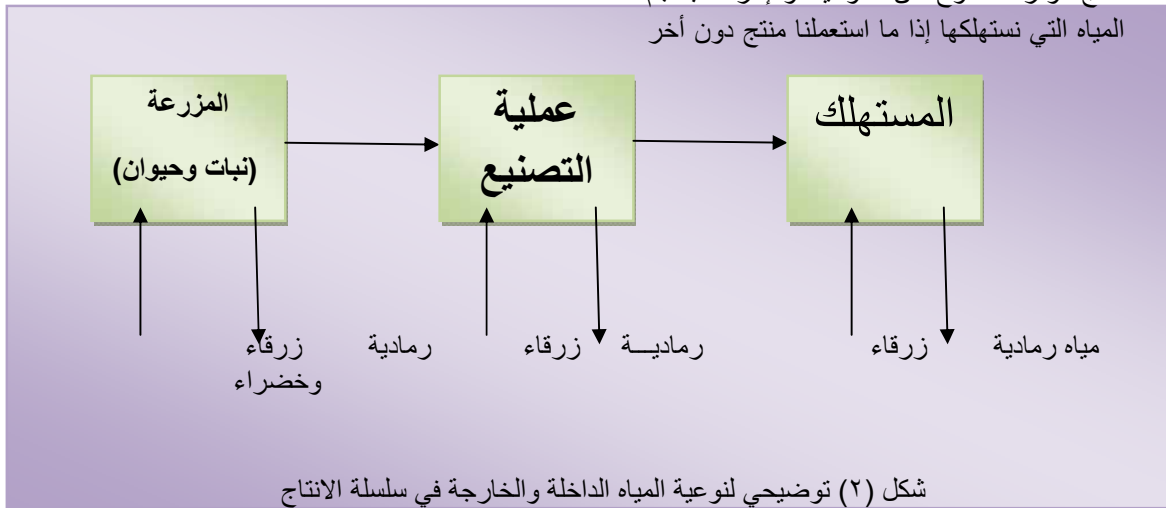 المياه التي نستهلكها إذا ما استعملنا منتج دون أخر
المستهلك
عملية
التصنيع
المزرعة
(نبات وحيوان)
مياه رمادية
زرقاء
رماديـــة
زرقاء
رمادية
زرقاء
وخضراء
شكل (٢) توضيحي لنوعية المياه الداخلة والخارجة في سلسلة الانتاج